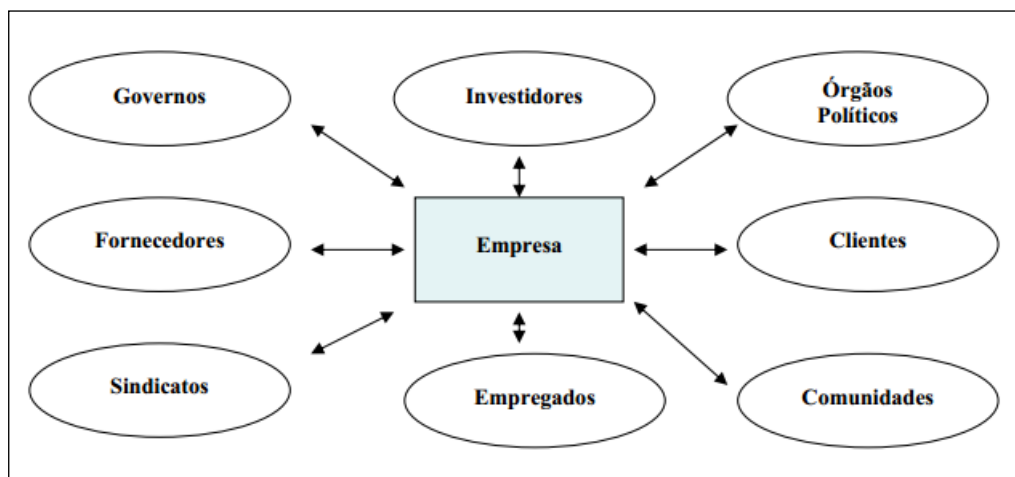 Governos
Investidores
Órgãos
Políticos
Fornecedores
Empresa
Clientes
Sindicatos
Empregados
Comunidades